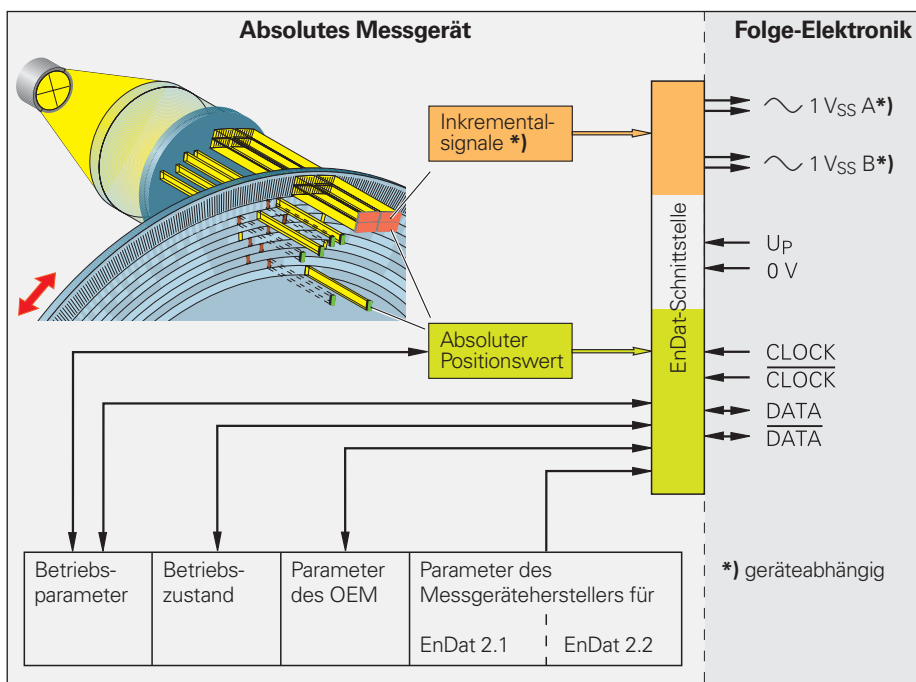 Absolutes Messgerät
Folge-Elektronik
Inkremental-
signale *)
1 VSS A*)
1 VSS B*)
EnDat-Schnittstelle
UP
0 V
Absoluter
Positionswert
CLOCK
CLOCK
DATA
DATA
Betriebs-
parameter
Betriebs-
zustand
Parameter
des OEM
Parameter des
Messgeräteherstellers für
EnDat 2.1
EnDat 2.2
*) geräteabhängig